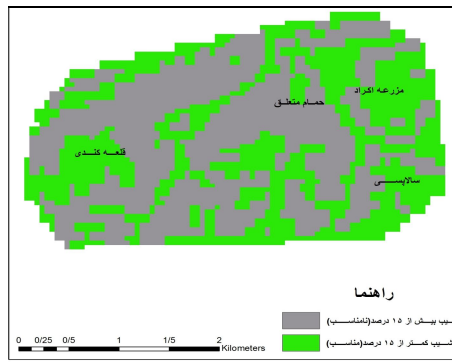 مزرعه اکراد
حمام متعلق
قلعه کندی
سالایسی
راهنما
شیب بیش از ۱۵ درصد(نامناسب)
شیب کمتر از ۱۵ درصد(مناسب)
0 0/25 0/5 1 1/5 2
Kilometers